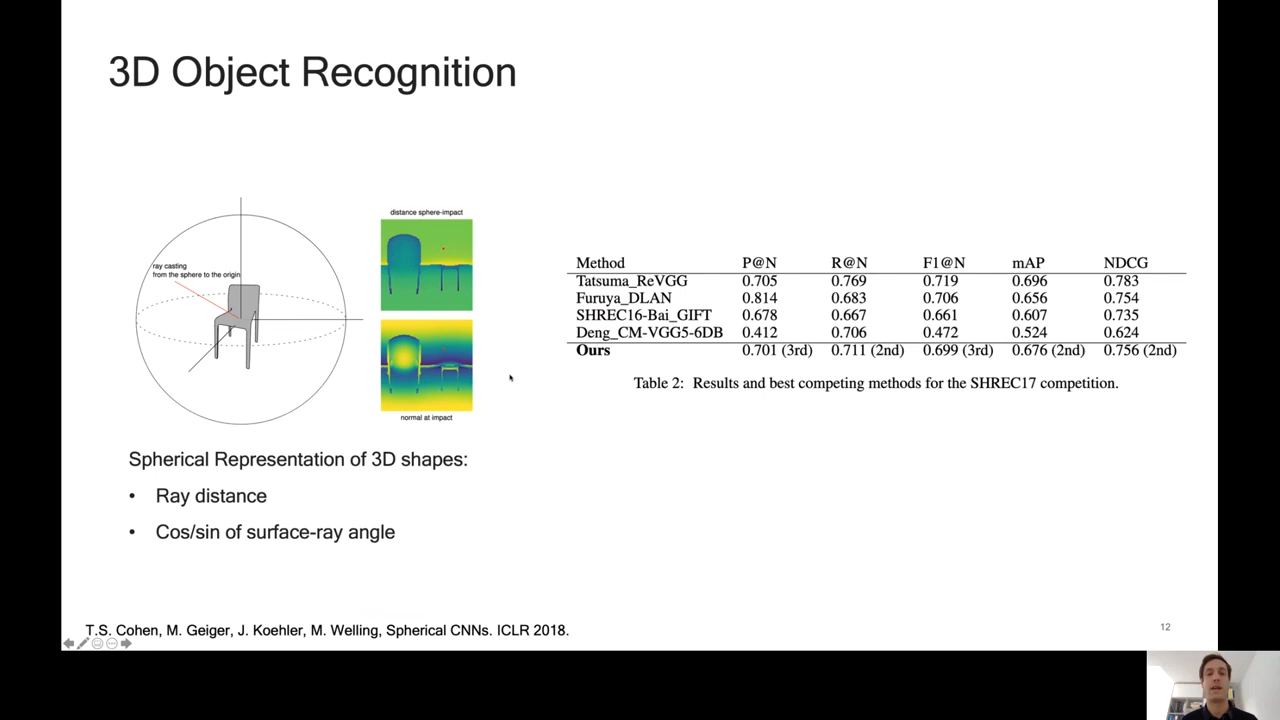 3D Object Recognition
distance sphere-impact
ray casting
from the sphere to the origin
normal at impact
Method P@N R@N F1@N mAP NDCG
Tatsuma_ReVGG 0.705 0.769 0.719 0.696 0.783
Furuya_DLAN 0.814 0.683 0.706 0.656 0.754
SHREC16-Bai_GIFT 0.678 0.667 0.661 0.607 0.735
Deng_CM-VGG5-6DB 0.412 0.706 0.472 0.524 0.624
Ours 0.701 (3rd) 0.711 (2nd) 0.699 (3rd) 0.676 (2nd) 0.756 (2nd)
Table 2: Results and best competing methods for the SHREC17 competition.
Spherical Representation of 3D shapes:
• Ray distance
• Cos/sin of surface-ray angle
T.S. Cohen, M. Geiger, J. Koehler, M. Welling, Spherical CNNs. ICLR 2018.
12